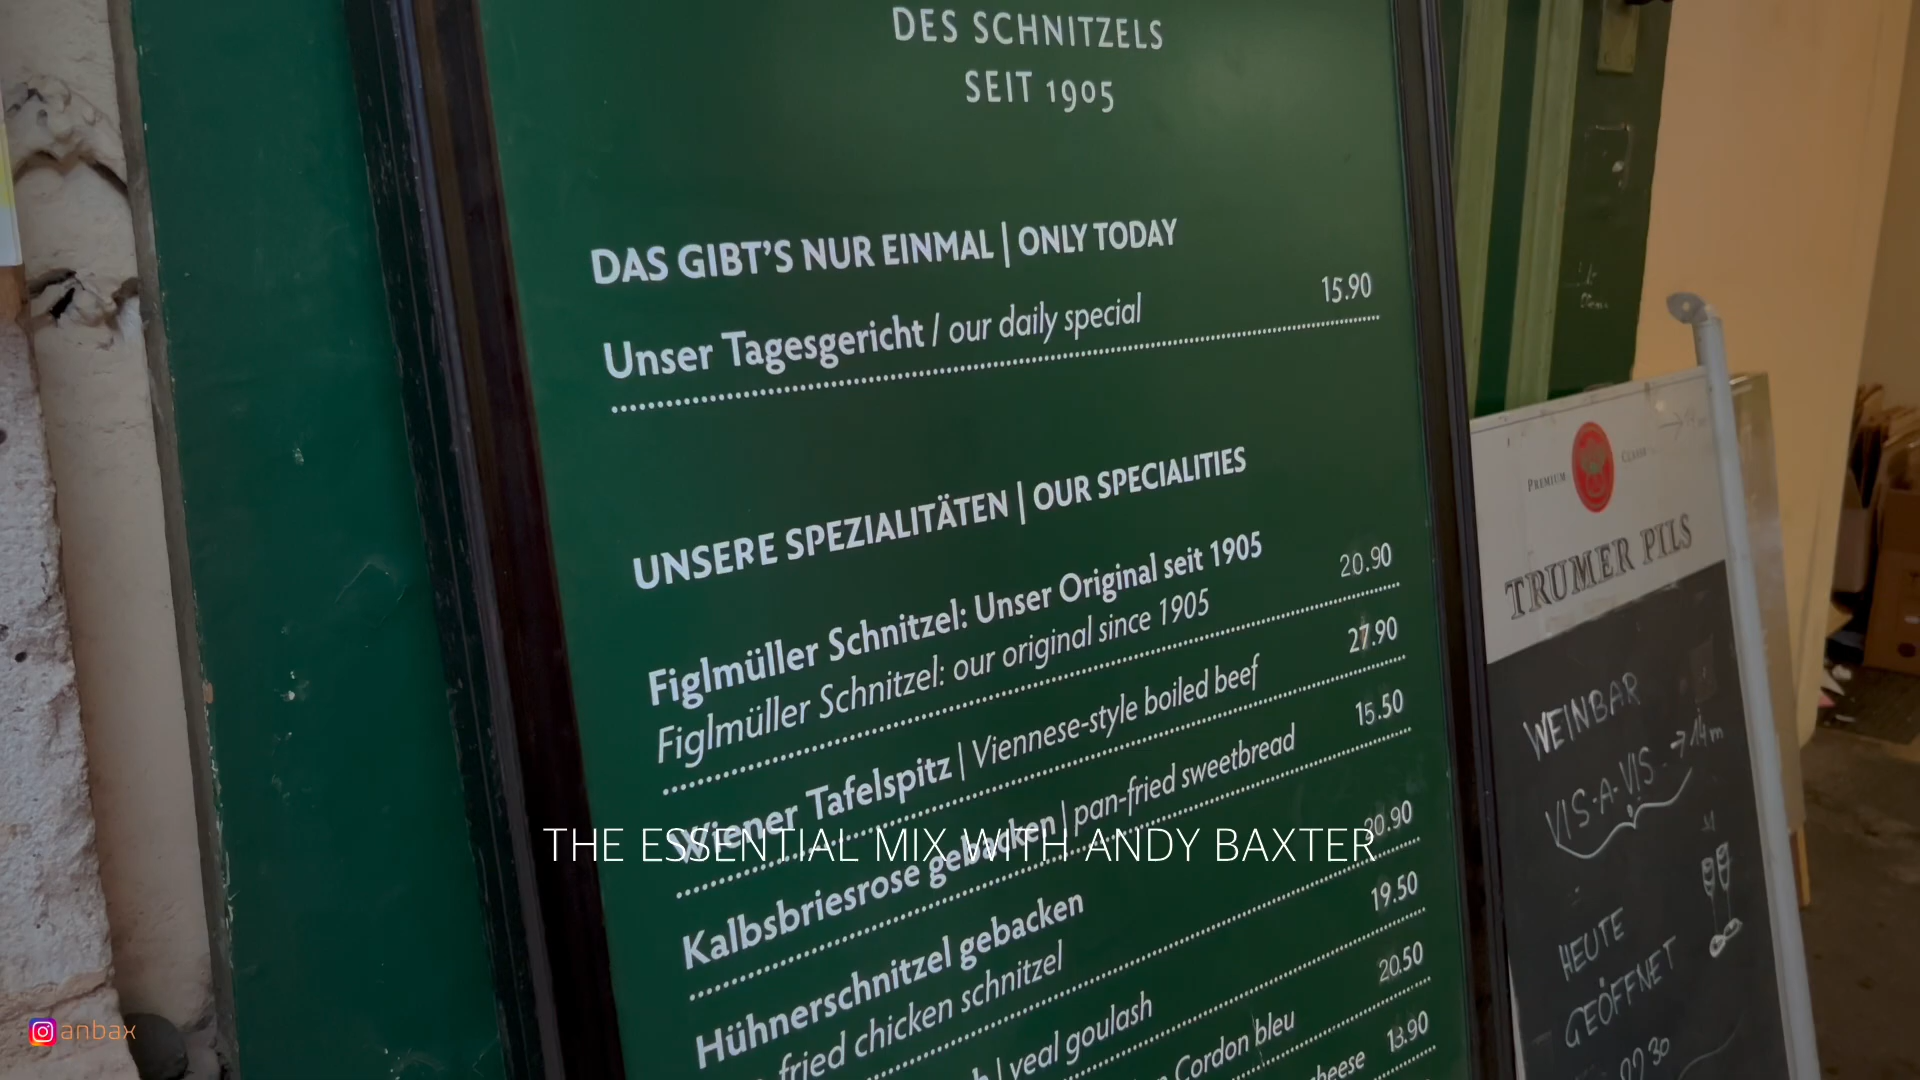 DES SCHNITZELS
SEIT 1905
DAS GIBT'S NUR EINMAL | ONLY TODAY
Unser Tagesgericht / our daily special 15.90
UNSERE SPEZIALITÄTEN | OUR SPECIALITIES
Figlmüller Schnitzel: Unser Original seit 1905
Figlmüller Schnitzel: our original since 1905 20.90
Wiener Tafelspitz | Viennese-style boiled beef 27.90
Kalbsbriesrose gebacken | pan-fried sweetbread 15.50
Hühnerschnitzel gebacken
fried chicken schnitzel 20.90
| veal goulash 19.50
Cordon bleu 20.50
cheese 13.90
THE ESSENTIAL MIX WITH ANDY BAXTER
anbax
PREMIUM CLASS
TRUMER PILS
WEINBAR
VIS-A-VIS → 14m
HEUTE
GEÖFFNET